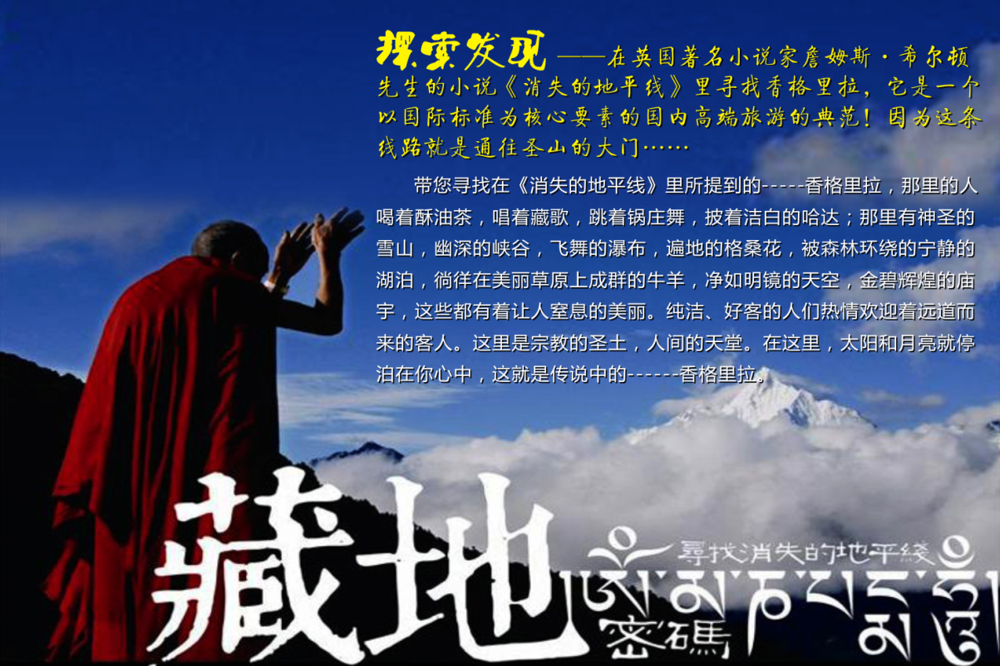 探索发现 ——在英国著名小说家詹姆斯·希尔顿
先生的小说《消失的地平线》里寻找香格里拉，它是一个
以国际标准为核心要素的国内高端旅游的典范！因为这条
线路就是通往圣山的大门……
带您寻找在《消失的地平线》里所提到的-----香格里拉，那里的人
喝着酥油茶，唱着藏歌，跳着锅庄舞，披着洁白的哈达；那里有神圣的
雪山，幽深的峡谷，飞舞的瀑布，遍地的格桑花，被森林环绕的宁静的
湖泊，徜徉在美丽草原上成群的牛羊，净如明镜的天空，金碧辉煌的庙
宇，这些都有着让人窒息的美丽。纯洁、好客的人们热情欢迎着远道而
来的客人。这里是宗教的圣土，人间的天堂。在这里，太阳和月亮就停
泊在你心中，这就是传说中的------香格里拉。
藏地
尋找消失的地平綫
ༀ་མ་ཎི་པ་དྨེ་ཧཱུྃ
密碼